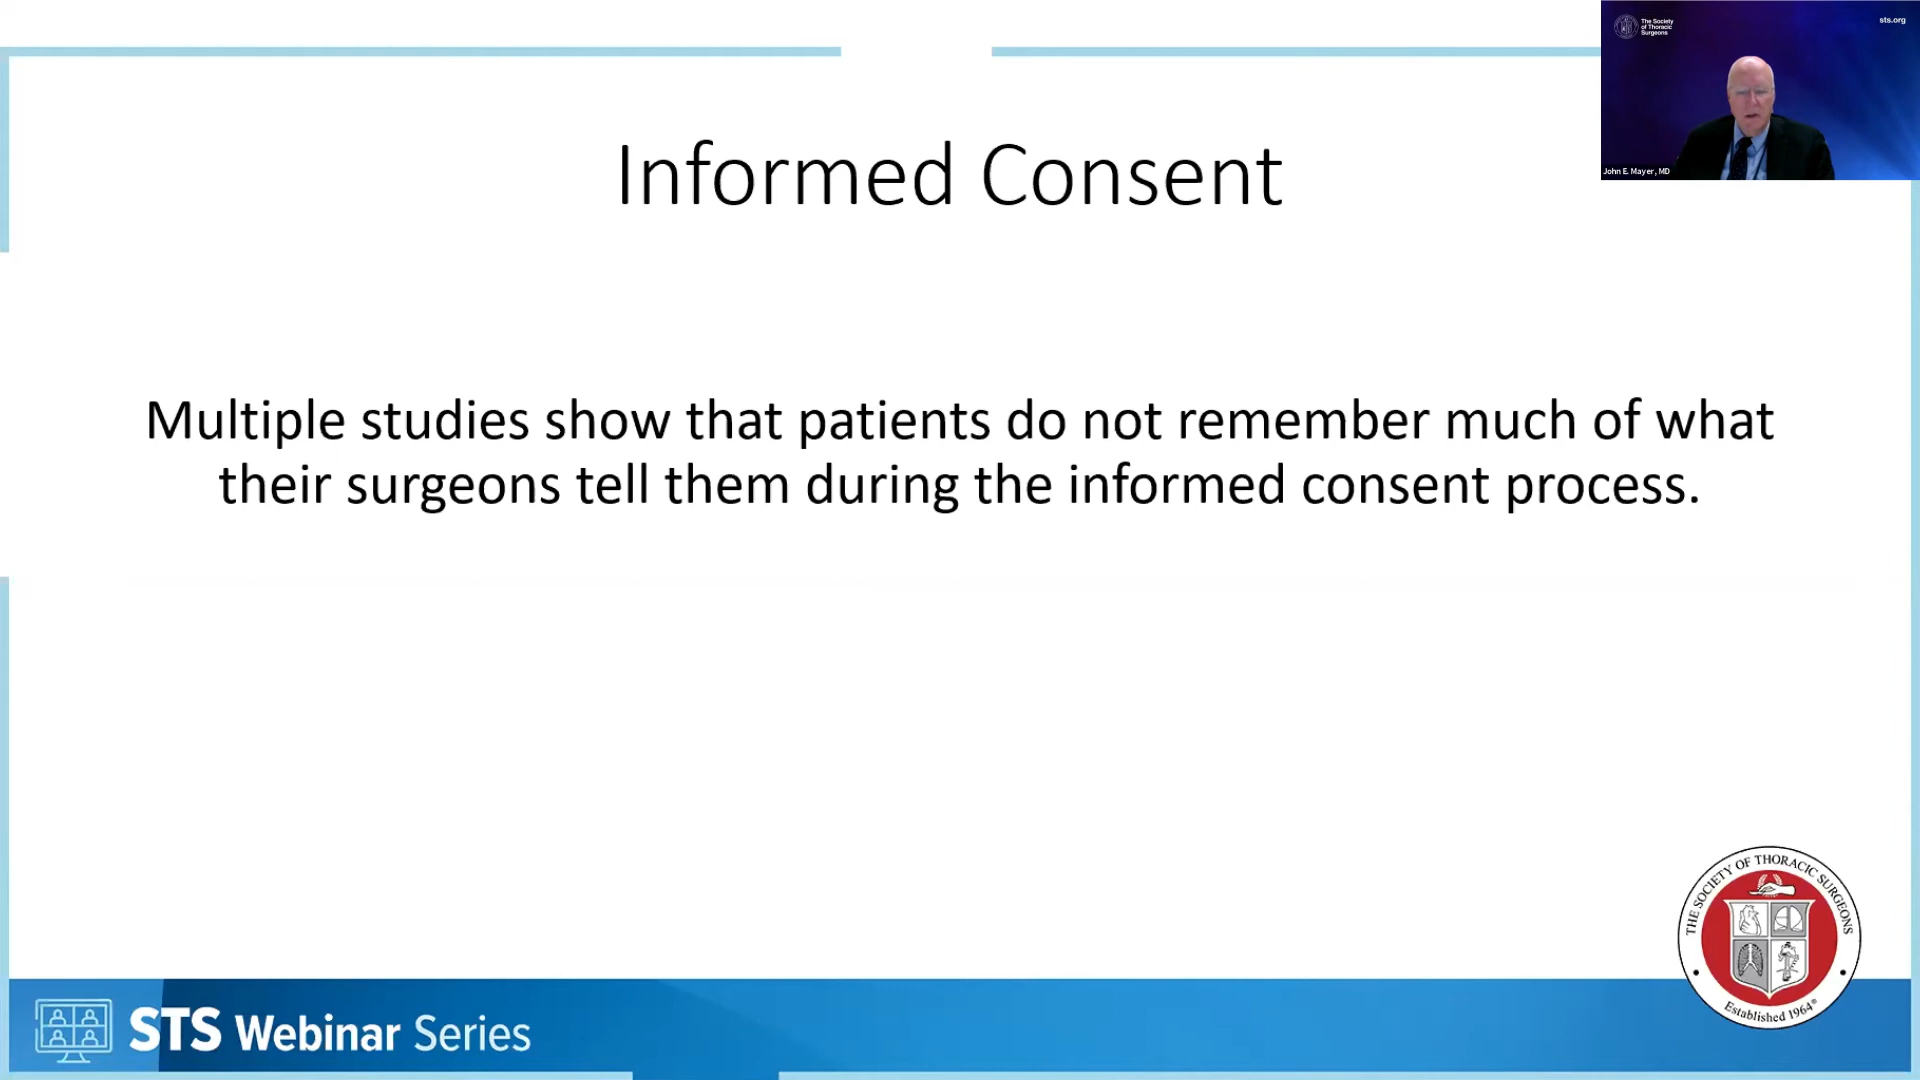 The Society
of Thoracic
Surgeons
sts.org
John E. Mayer, MD
Informed Consent
Multiple studies show that patients do not remember much of what
their surgeons tell them during the informed consent process.
THE SOCIETY OF THORACIC SURGEONS
Established 1964®
STS Webinar Series